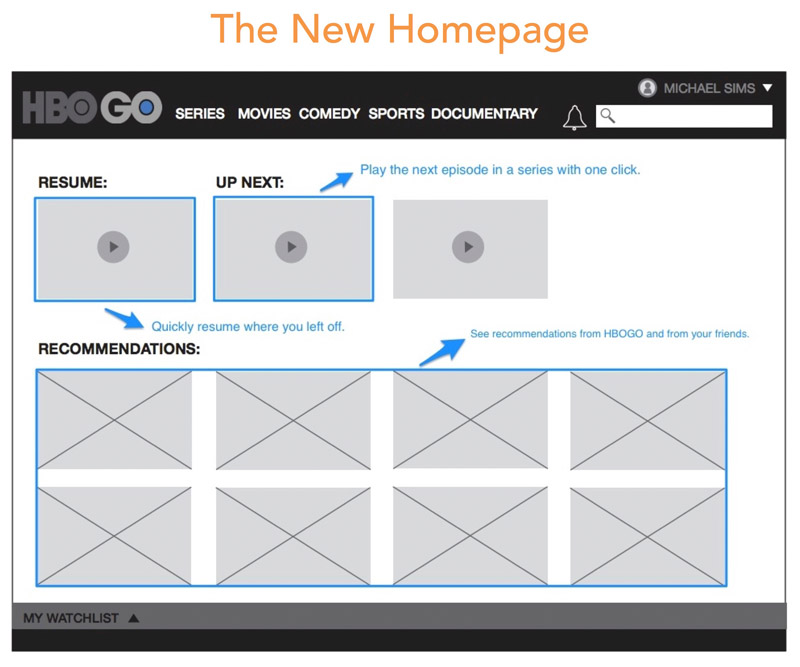 The New Homepage
MICHAEL SIMS
HBO GO
SERIES MOVIES COMEDY SPORTS DOCUMENTARY
Play the next episode in a series with one click.
RESUME:
UP NEXT:
Quickly resume where you left off.
See recommendations from HBOGO and from your friends.
RECOMMENDATIONS:
MY WATCHLIST